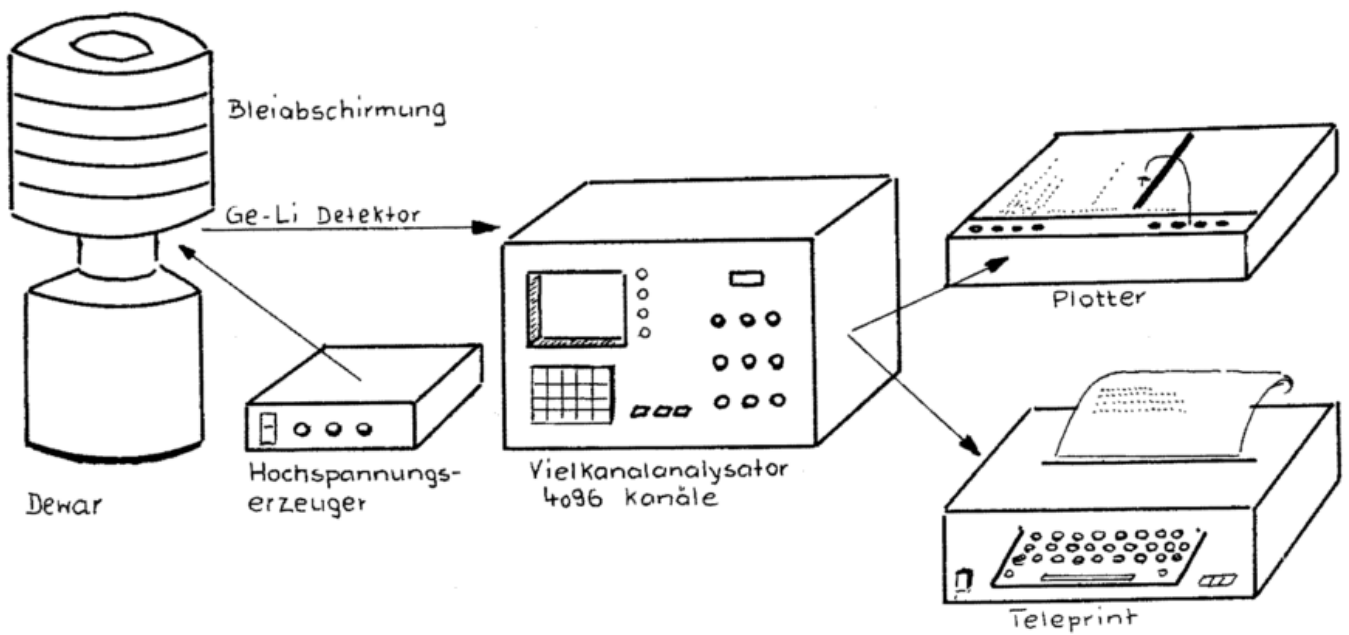 Bleiabschirmung
Ge-Li Detektor
Dewar
Hochspannungs-
erzeuger
Vielkanalanalysator
4096 kanäle
Plotter
Teleprint